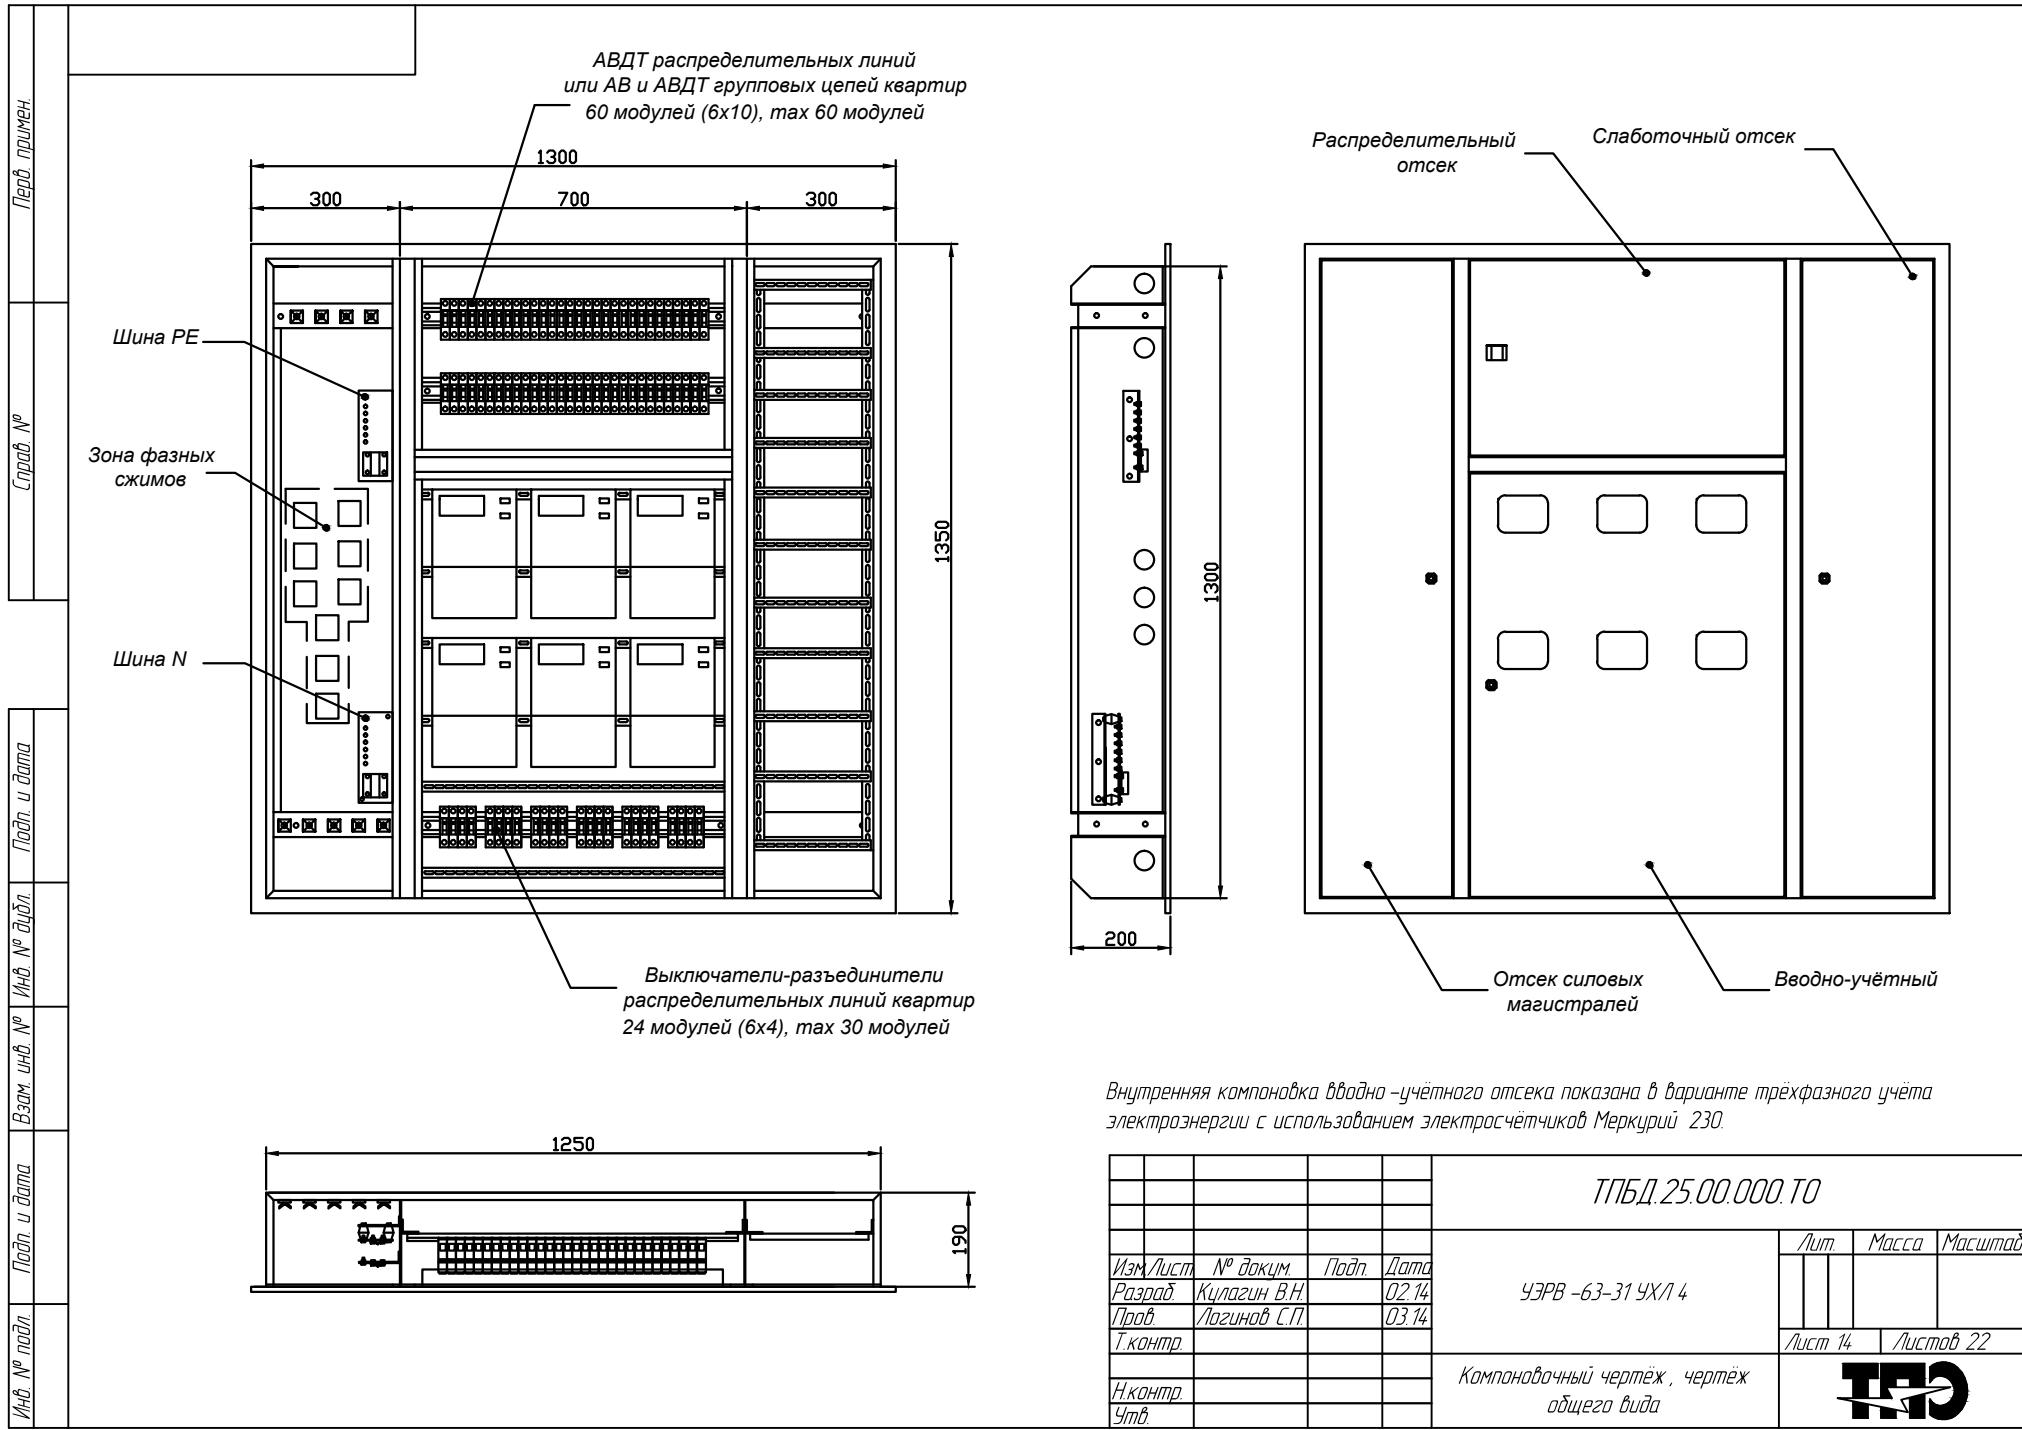 АВДТ распределительных линий
или АВ и АВДТ групповых цепей квартир
60 модулей (6х10), max 60 модулей
1300
300
700
300
Шина PE
Зона фазных
сжимов
Шина N
1350
Выключатели-разъединители
распределительных линий квартир
24 модулей (6х4), max 30 модулей
1300
200
Распределительный
отсек
Слаботочный отсек
Отсек силовых
магистралей
Вводно-учётный
1250
190
Внутренняя компоновка вводно-учётного отсека показана в варианте трёхфазного учёта
электроэнергии с использованием электросчётчиков Меркурий 230.
Перв. примен.
Справ. №
Подп. и дата
Инв. № дубл.
Взам. инв. №
Подп. и дата
Инв. № подл.
ТПБД.25.00.000.ТО
Изм Лист № докум. Подп. Дата
Разраб. Кулагин В.Н. 02.14
Пров. Логинов С.П. 03.14
Т.контр.
Н.контр.
Утв.
УЭРВ-63-31 УХЛ 4
Лит. Масса Масштаб
Лист 14 Листов 22
Компоновочный чертёж, чертёж
общего вида
ТПЭ